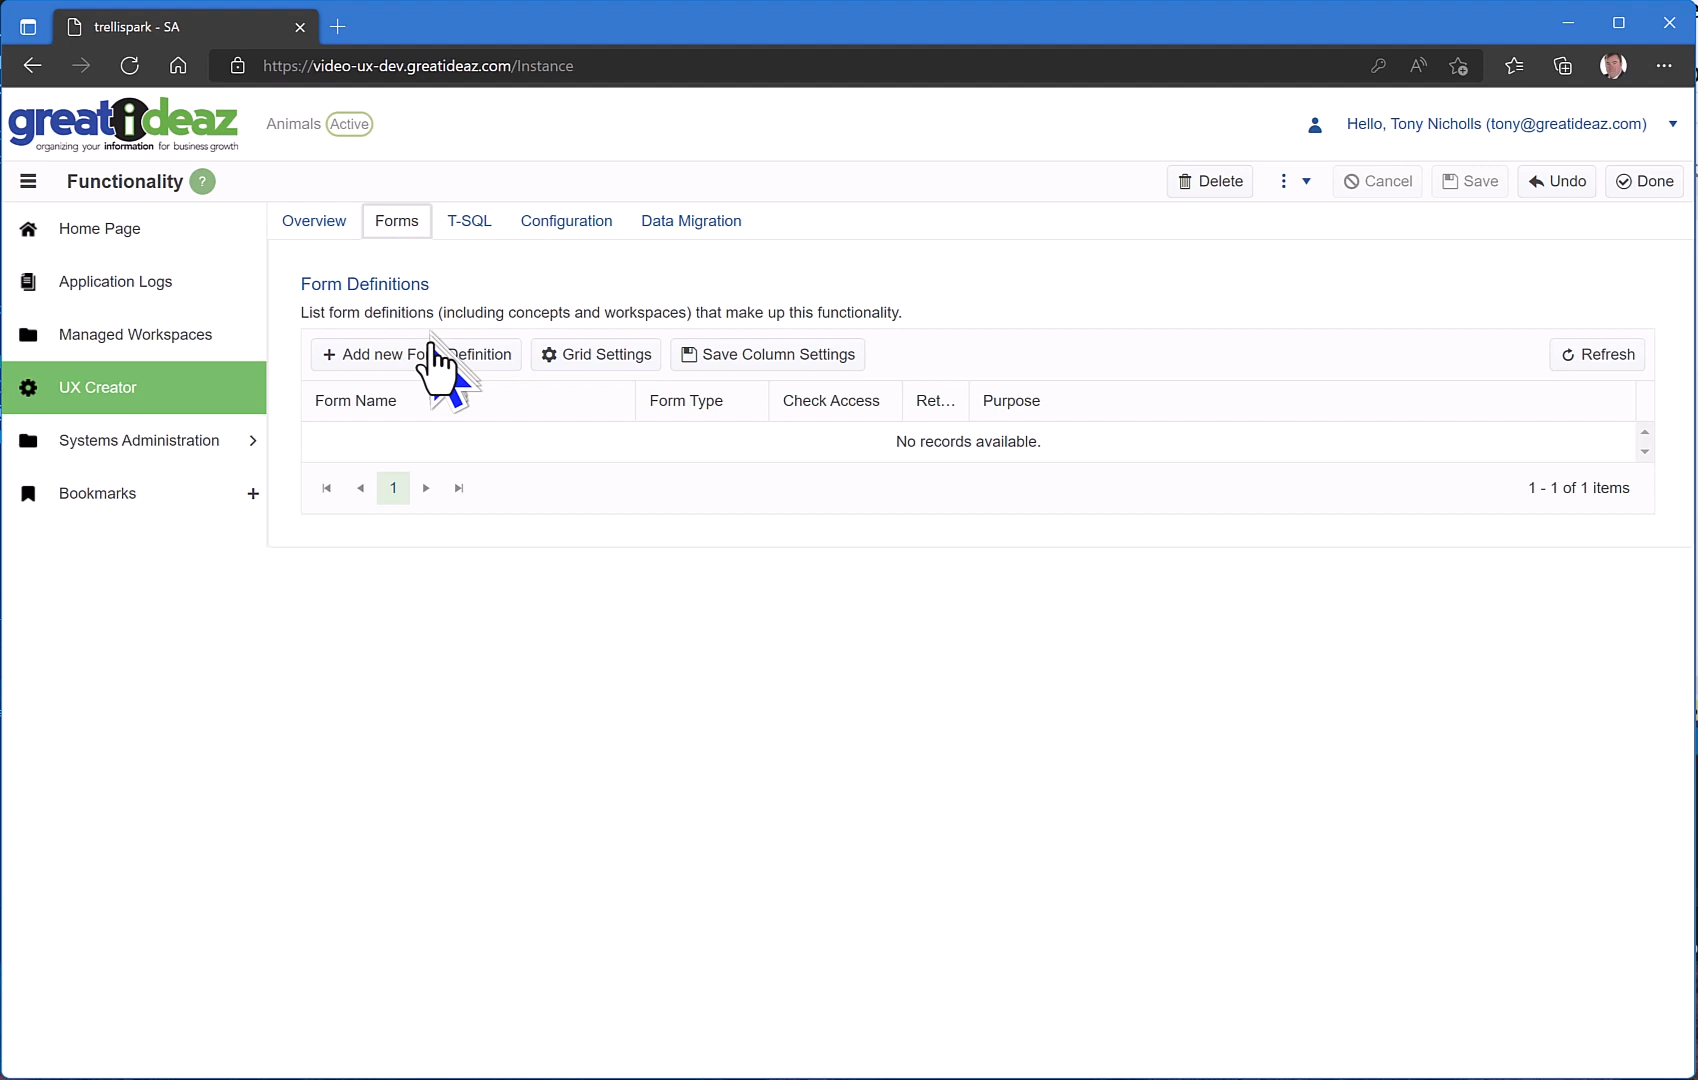 trellispark - SA
https://video-ux-dev.greatideaz.com/Instance
greatideaz
organizing your information for business growth
Animals Active
Hello, Tony Nicholls (tony@greatideaz.com)
Functionality ?
Delete
Cancel
Save
Undo
Done
Home Page
Application Logs
Managed Workspaces
UX Creator
Systems Administration
Bookmarks
Overview Forms T-SQL Configuration Data Migration
Form Definitions
List form definitions (including concepts and workspaces) that make up this functionality.
+ Add new Fo Definition
Grid Settings
Save Column Settings
Refresh
Form Name Form Type Check Access Ret... Purpose
No records available.
1
1 - 1 of 1 items